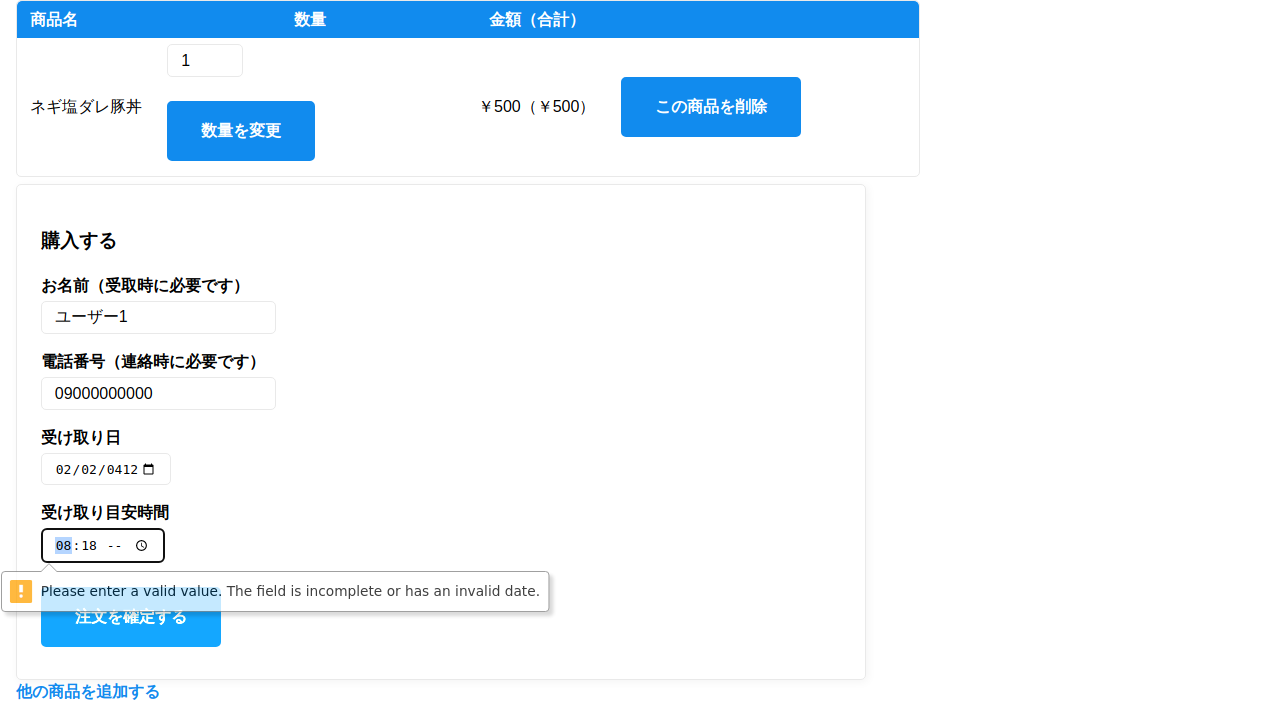 商品名 数量 金額（合計）
1
ネギ塩ダレ豚丼 ￥500（￥500） この商品を削除
数量を変更
購入する
お名前（受取時に必要です）
ユーザー1
電話番号（連絡時に必要です）
09000000000
受け取り日
02/02/0412
受け取り目安時間
08:18 --
Please enter a valid value. The field is incomplete or has an invalid date.
注文を確定する
他の商品を追加する